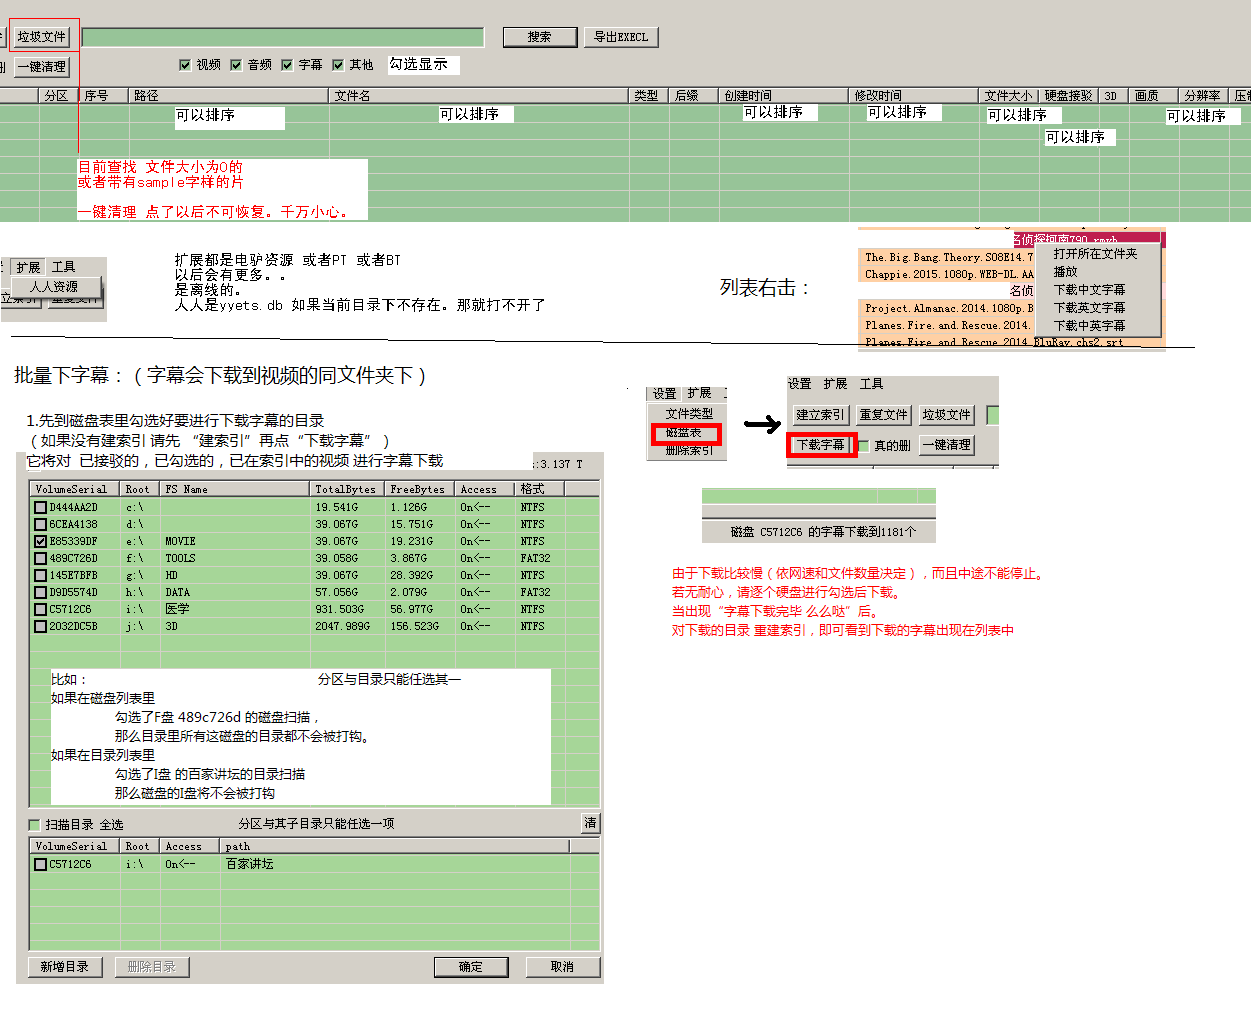 垃圾文件
搜索
导出EXECL
删
一键清理
视频
音频
字幕
其他
勾选显示
分区
序号
路径
文件名
类型
后缀
创建时间
修改时间
文件大小
硬盘接驳
3D
画质
分辨率
可以排序
可以排序
可以排序
可以排序
可以排序
可以排序
可以排序
目前查找 文件大小为0的
或者带有sample字样的片
一键清理 点了以后不可恢复。千万小心。
扩展
工具
人人资源
立索引
重复文件
扩展都是电驴资源 或者PT 或者BT
以后会有更多。。
是离线的。
人人是yyets.db 如果当前目录下不存在。那就打不开了
列表右击：
名侦探柯南790.rmvb
The.Big.Bang.Theory.S08E14.7
Chappie.2015.1080p.WEB-DL.AA
名侦
Project.Almanac.2014.1080p.B
Planes.Fire.and.Rescue.2014.
Planes.Fire.and.Rescue.2014.BluRay.chs2.srt
打开所在文件夹
播放
下载中文字幕
下载英文字幕
下载中英字幕
批量下字幕：（字幕会下载到视频的同文件夹下）
1.先到磁盘表里勾选好要进行下载字幕的目录
（如果没有建索引 请先 “建索引”再点“下载字幕” ）
它将对 已接驳的，已勾选的，已在索引中的视频 进行字幕下载
:3.137 T
VolumeSerial Root FS Name TotalBytes FreeBytes Access 格式
D444AA2D c:\ 19.541G 1.126G On<-- NTFS
6CEA4138 d:\ 39.067G 15.751G On<-- NTFS
E85339DF e:\ MOVIE 39.067G 19.231G On<-- NTFS
489C726D f:\ TOOLS 39.058G 3.867G On<-- FAT32
145E7BFB g:\ HD 39.067G 28.392G On<-- NTFS
D9D5574D h:\ DATA 57.056G 2.079G On<-- FAT32
C5712C6 i:\ 医学 931.503G 56.977G On<-- NTFS
2032DC5B j:\ 3D 2047.989G 156.523G On<-- NTFS
比如：
分区与目录只能任选其一
如果在磁盘列表里
勾选了F盘 489c726d 的磁盘扫描，
那么目录里所有这磁盘的目录都不会被打钩。
如果在目录列表里
勾选了I盘 的百家讲坛的目录扫描
那么磁盘的I盘将不会被打钩
扫描目录 全选
分区与其子目录只能任选一项
清
VolumeSerial Root Access path
C5712C6 i:\ On<-- 百家讲坛
新增目录
删除目录
确定
取消
设置
扩展
文件类型
磁盘表
删除索引
设置 扩展 工具
建立索引
重复文件
垃圾文件
下载字幕
真的删
一键清理
磁盘 C5712C6 的字幕下载到1181个
由于下载比较慢（依网速和文件数量决定），而且中途不能停止。
若无耐心，请逐个硬盘进行勾选后下载。
当出现“字幕下载完毕 么么哒”后。
对下载的目录 重建索引，即可看到下载的字幕出现在列表中